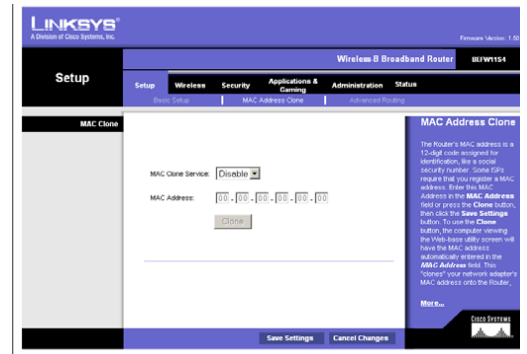 LINKSYS®
A Division of Cisco Systems, Inc.
Firmware Version: 1.50
Wireless-B Broadband Router
BEFW11S4
Setup
Setup
Wireless
Security
Applications & Gaming
Administration
Status
Basic Setup
MAC Address Clone
Advanced Routing
MAC Clone
MAC Clone Service: Disable
MAC Address: 00 - 00 - 00 - 00 - 00 - 00
Clone
MAC Address Clone
The Router's MAC address is a
12-digit code assigned for
identification, like a social
security number. Some ISPs
require that you register a MAC
address. Enter this MAC
Address in the MAC Address
field or press the Clone button,
then click the Save Settings
button. To use the Clone
button, the computer viewing
the Web-base utility screen will
have the MAC address
automatically entered in the
MAC Address field. This
"clones" your network adapter's
MAC address onto the Router,
More...
Save Settings
Cancel Changes
CISCO SYSTEMS